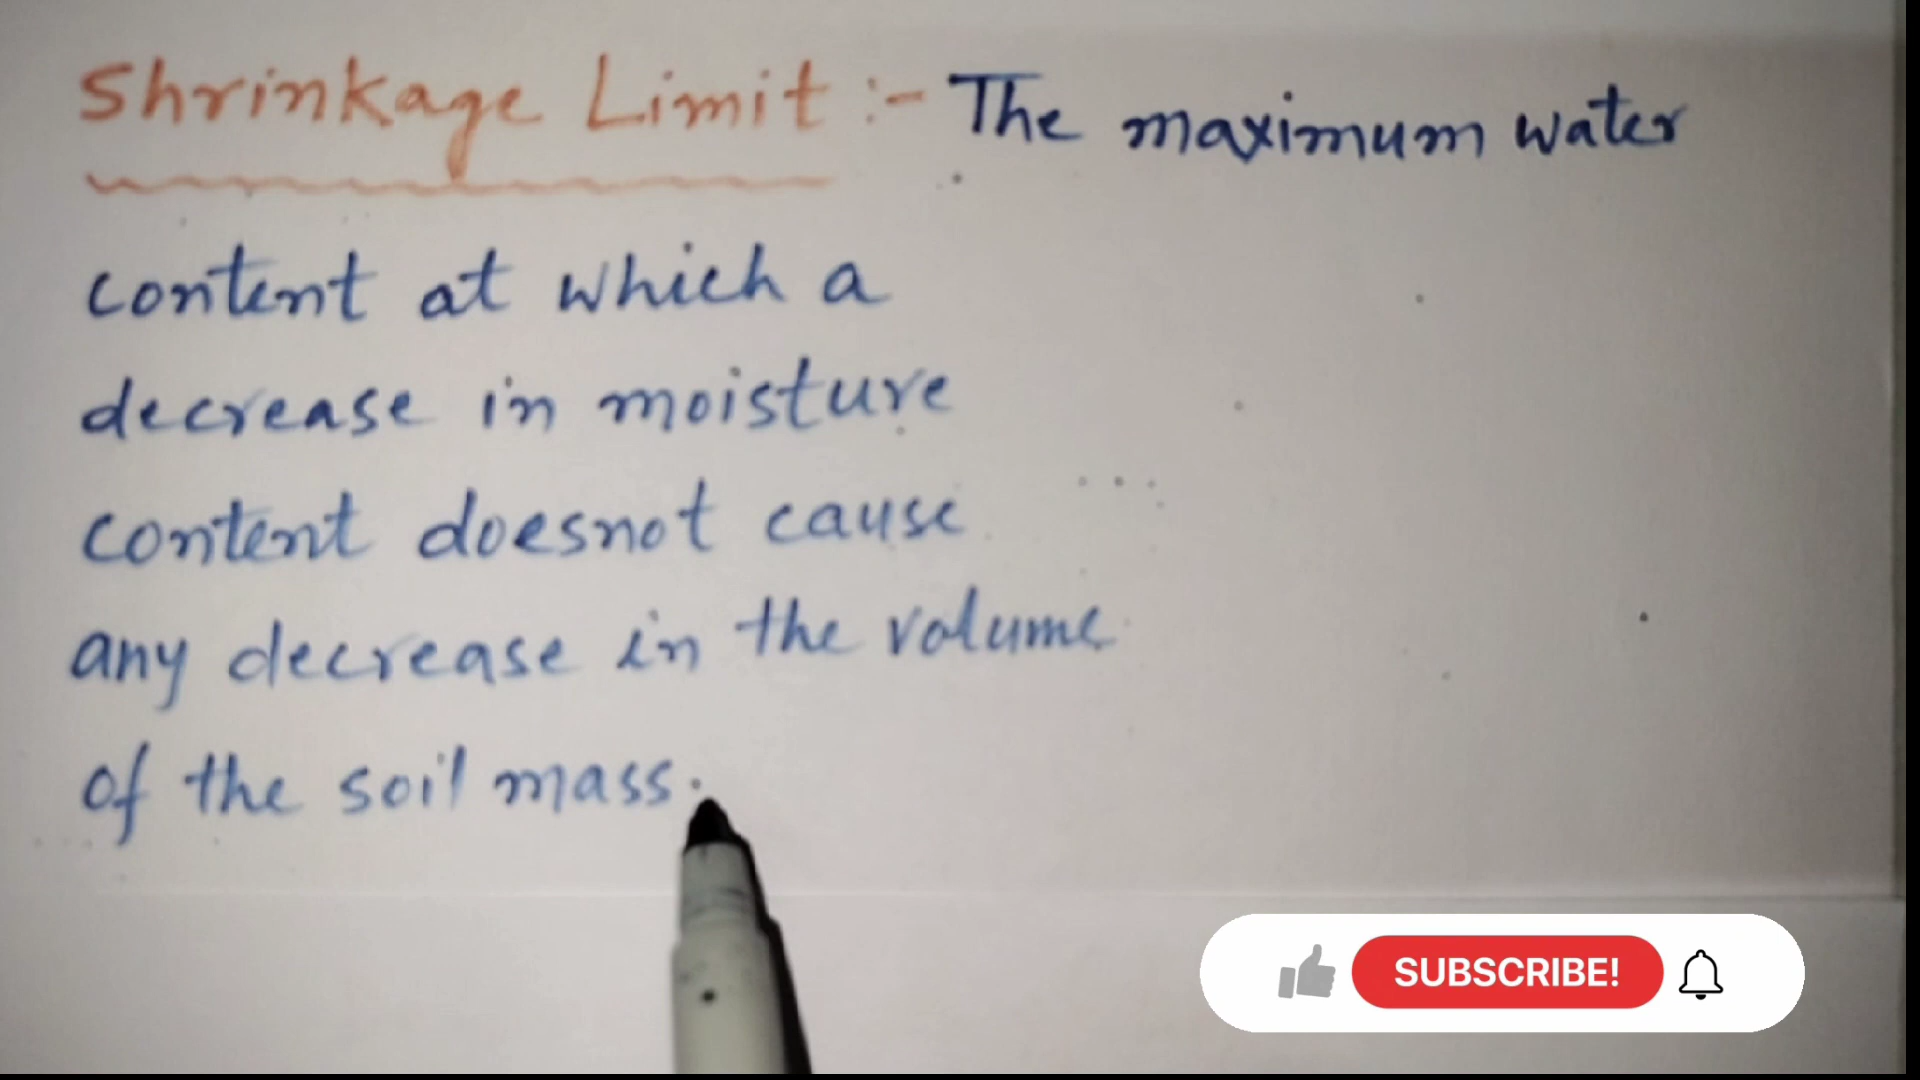 Shrinkage Limit :- The maximum water
content at which a
decrease in moisture
content doesnot cause
any decrease in the volume
of the soil mass.
SUBSCRIBE!